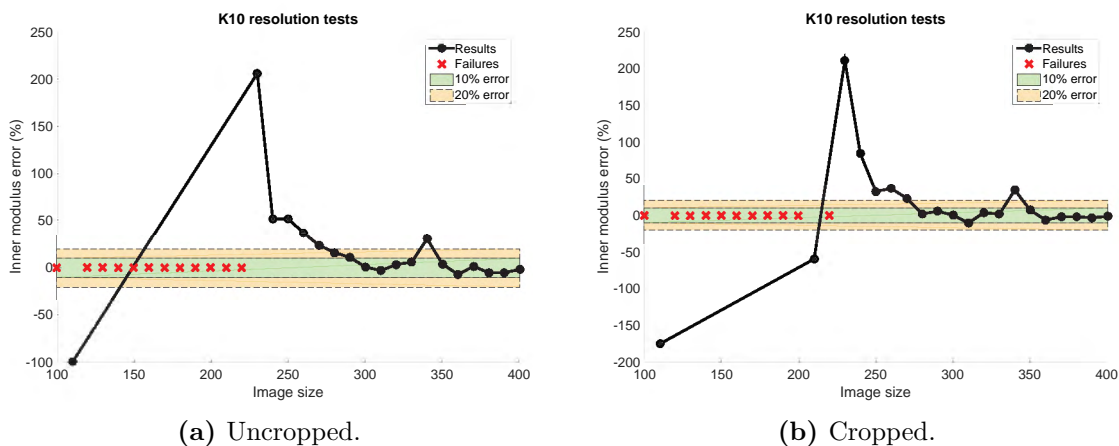 K10 resolution tests
250
200
150
100
50
0
-50
-100
Inner modulus error (%)
Results
Failures
10% error
20% error
100 150 200 250 300 350 400
Image size
(a) Uncropped.
K10 resolution tests
250
200
150
100
50
0
-50
-100
-150
-200
Inner modulus error (%)
Results
Failures
10% error
20% error
100 150 200 250 300 350 400
Image size
(b) Cropped.